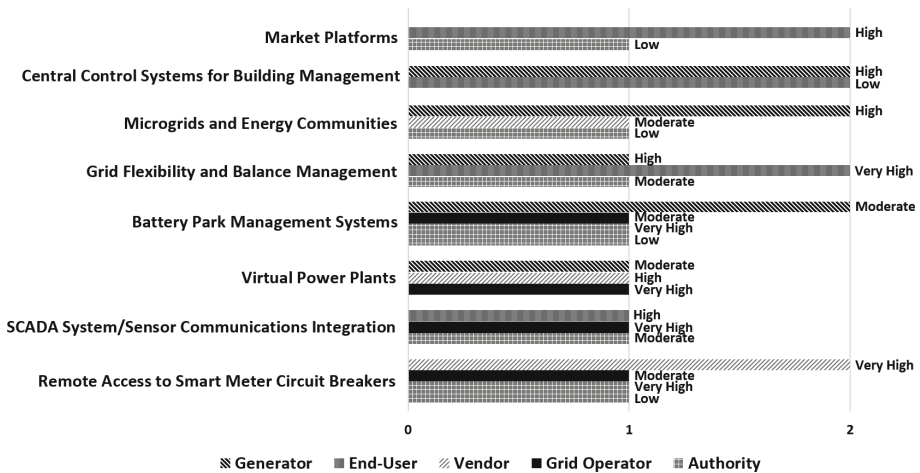 Market Platforms
High
Low
Central Control Systems for Building Management
High
Low
Microgrids and Energy Communities
High
Moderate
Low
Grid Flexibility and Balance Management
High
Very High
Moderate
Battery Park Management Systems
Moderate
Moderate
Very High
Low
Virtual Power Plants
Moderate
High
Very High
SCADA System/Sensor Communications Integration
High
Very High
Moderate
Remote Access to Smart Meter Circuit Breakers
Very High
Moderate
Very High
Low
0 1 2
Generator End-User Vendor Grid Operator Authority